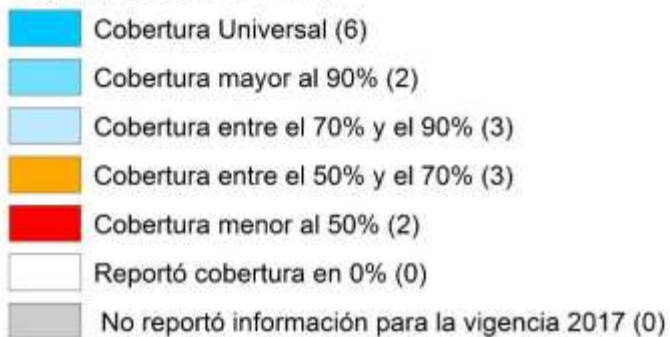 Cobertura Universal (6)
Cobertura mayor al 90% (2)
Cobertura entre el 70% y el 90% (3)
Cobertura entre el 50% y el 70% (3)
Cobertura menor al 50% (2)
Reportó cobertura en 0% (0)
No reportó información para la vigencia 2017 (0)